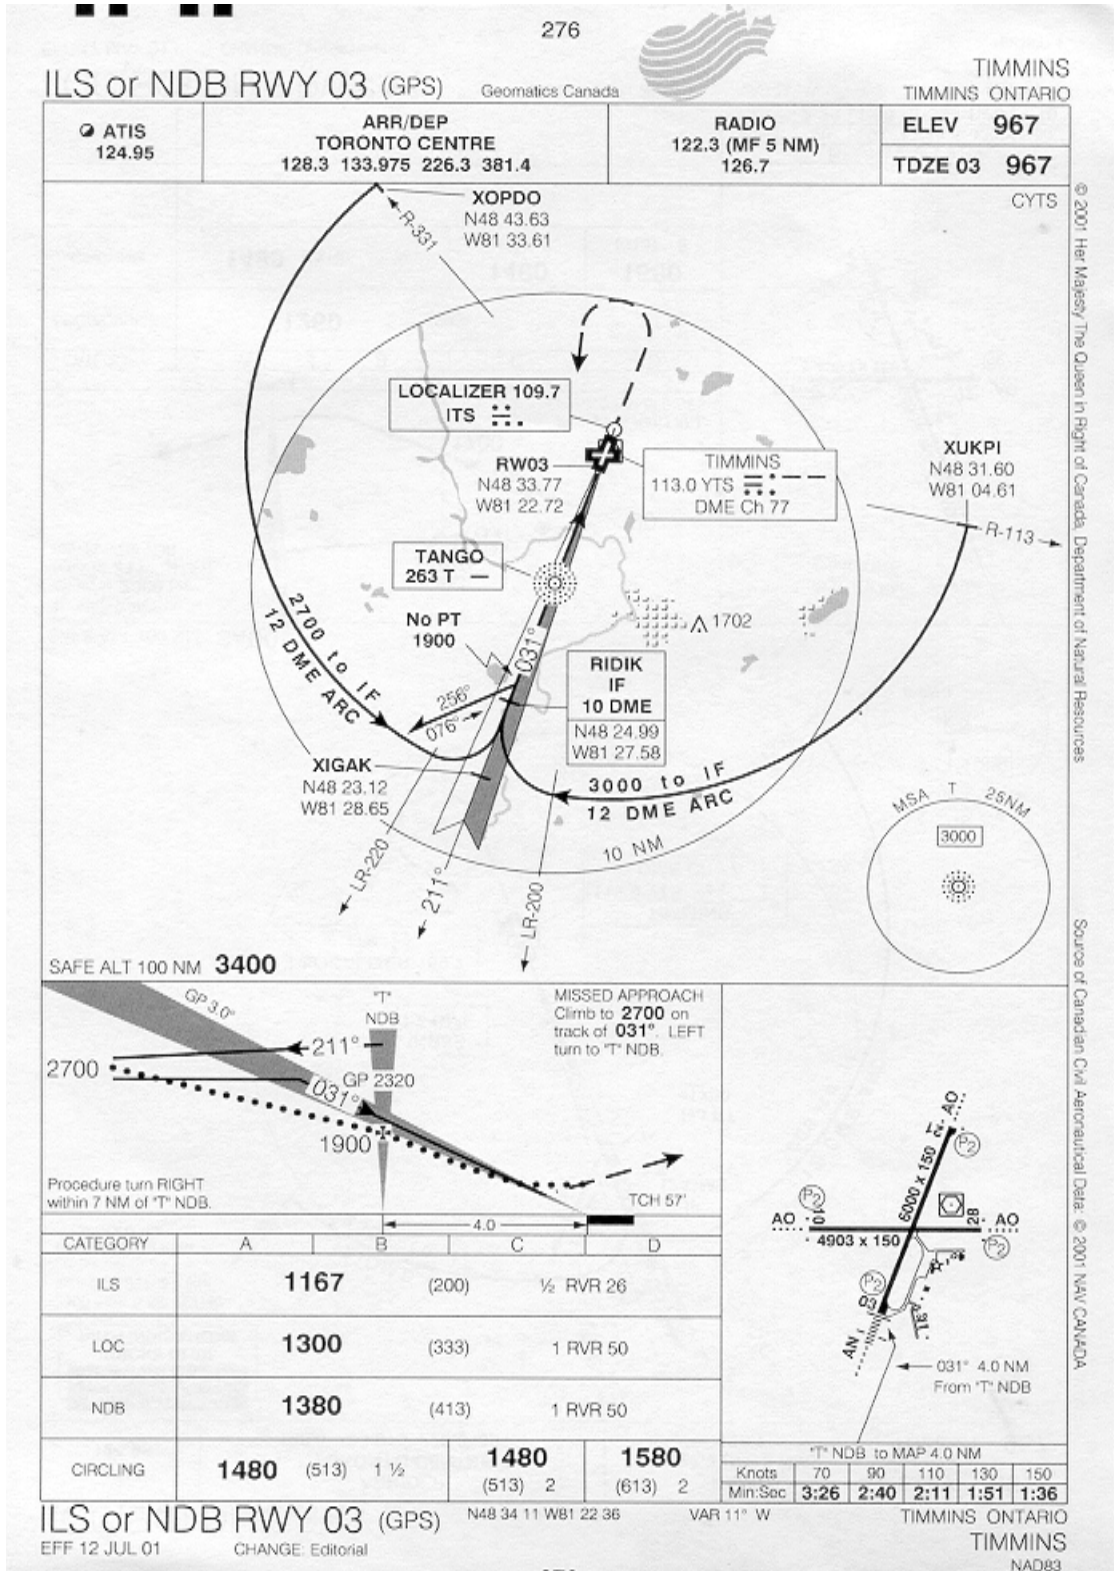 276
ILS or NDB RWY 03 (GPS)
Geomatics Canada
TIMMINS
TIMMINS ONTARIO
ATIS
124.95
ARR/DEP
TORONTO CENTRE
128.3 133.975 226.3 381.4
RADIO
122.3 (MF 5 NM)
126.7
ELEV 967
TDZE 03 967
CYTS
XOPDO
N48 43.63
W81 33.61
R-331
LOCALIZER 109.7
ITS
RW03
N48 33.77
W81 22.72
TIMMINS
113.0 YTS
DME Ch 77
XUKPI
N48 31.60
W81 04.61
R-113
TANGO
263 T
No PT
1900
1702
031°
2700 to IF
12 DME ARC
256°
076°
RIDIK
IF
10 DME
N48 24.99
W81 27.58
XIGAK
N48 23.12
W81 28.65
3000 to IF
12 DME ARC
10 NM
LR-220
211°
LR-200
MSA T 25NM
3000
SAFE ALT 100 NM 3400
GP 3.0°
"T"
NDB
211°
2700
GP 2320
031°
1900
MISSED APPROACH
Climb to 2700 on
track of 031°. LEFT
turn to "T" NDB.
Procedure turn RIGHT
within 7 NM of "T" NDB.
TCH 57'
4.0
AO
21
P2
6000 x 150
P2
AO
10
28
AO
4903 x 150
P2
P2
03
AN
16'
031° 4.0 NM
From "T" NDB
CATEGORY A B C D
ILS 1167 (200) ½ RVR 26
LOC 1300 (333) 1 RVR 50
NDB 1380 (413) 1 RVR 50
CIRCLING 1480 (513) 1 ½ 1480 (513) 2 1580 (613) 2
"T" NDB to MAP 4.0 NM
Knots 70 90 110 130 150
Min:Sec 3:26 2:40 2:11 1:51 1:36
ILS or NDB RWY 03 (GPS)
N48 34 11 W81 22 36
VAR 11° W
TIMMINS ONTARIO
TIMMINS
EFF 12 JUL 01
CHANGE: Editorial
NAD83
© 2001 Her Majesty The Queen in Right of Canada, Department of Natural Resources
Source of Canadian Civil Aeronautical Data: © 2001 NAV CANADA